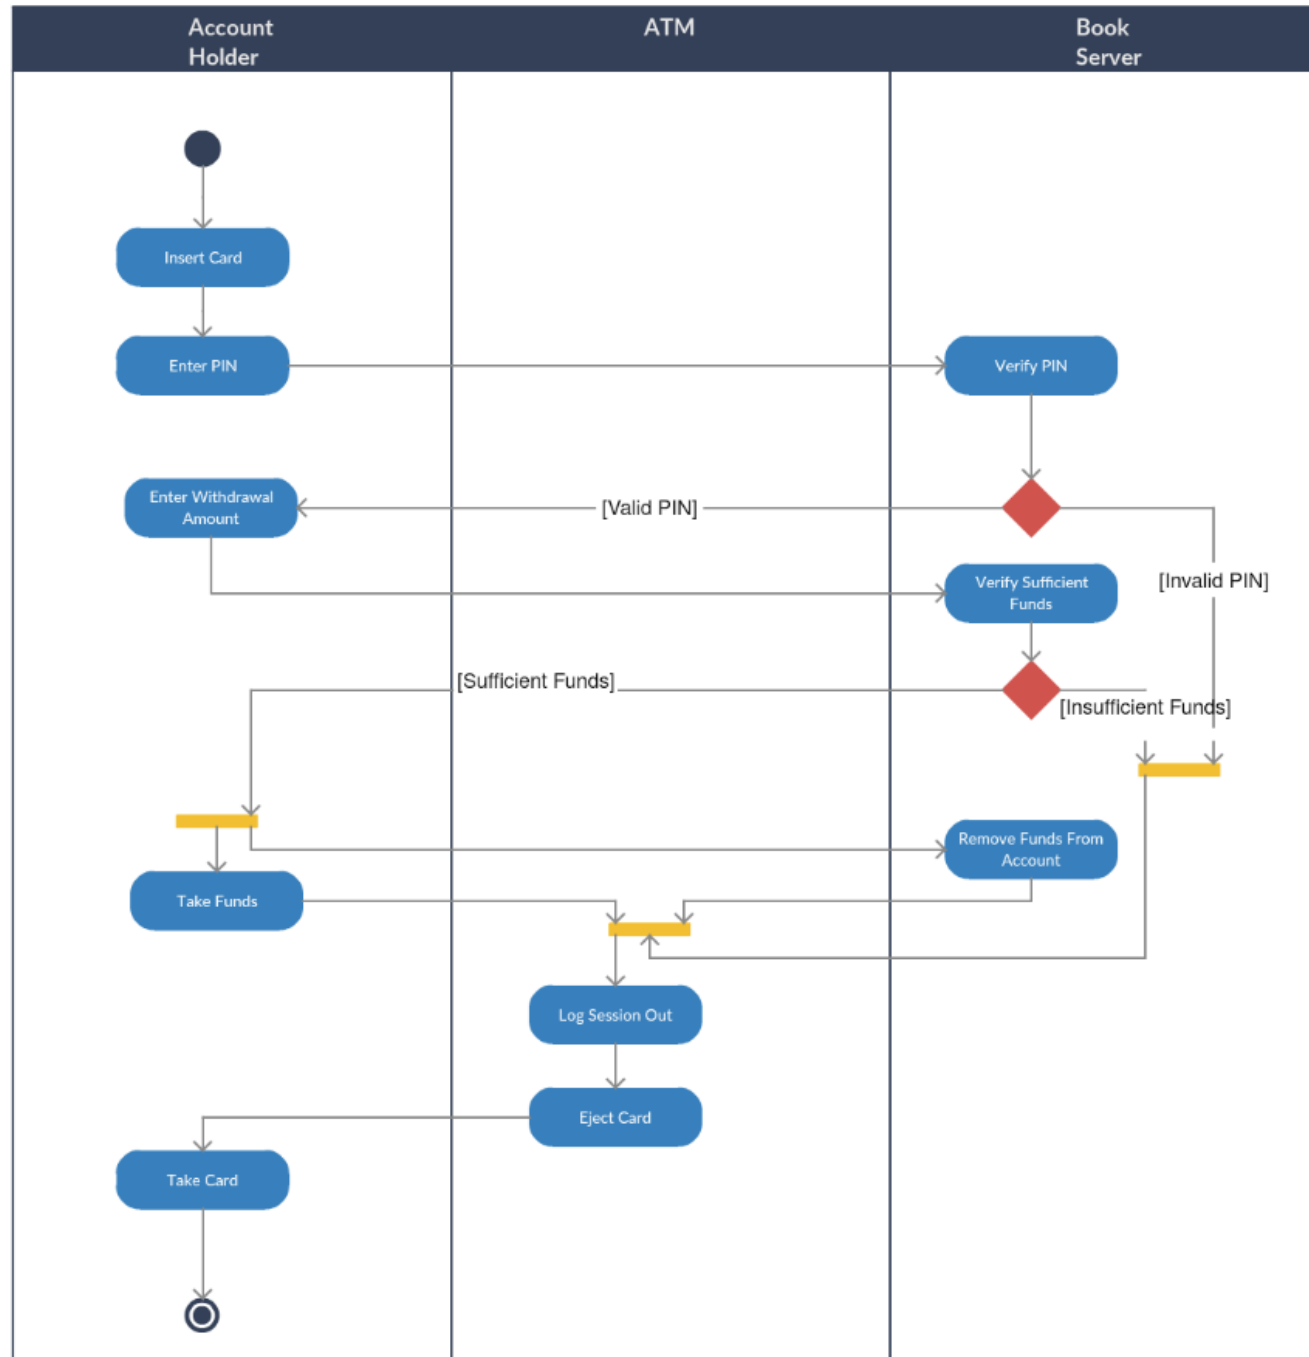 Account
Holder
ATM
Book
Server
Insert Card
Enter PIN
Verify PIN
Enter Withdrawal
Amount
[Valid PIN]
Verify Sufficient
Funds
[Invalid PIN]
[Sufficient Funds]
[Insufficient Funds]
Remove Funds From
Account
Take Funds
Log Session Out
Eject Card
Take Card